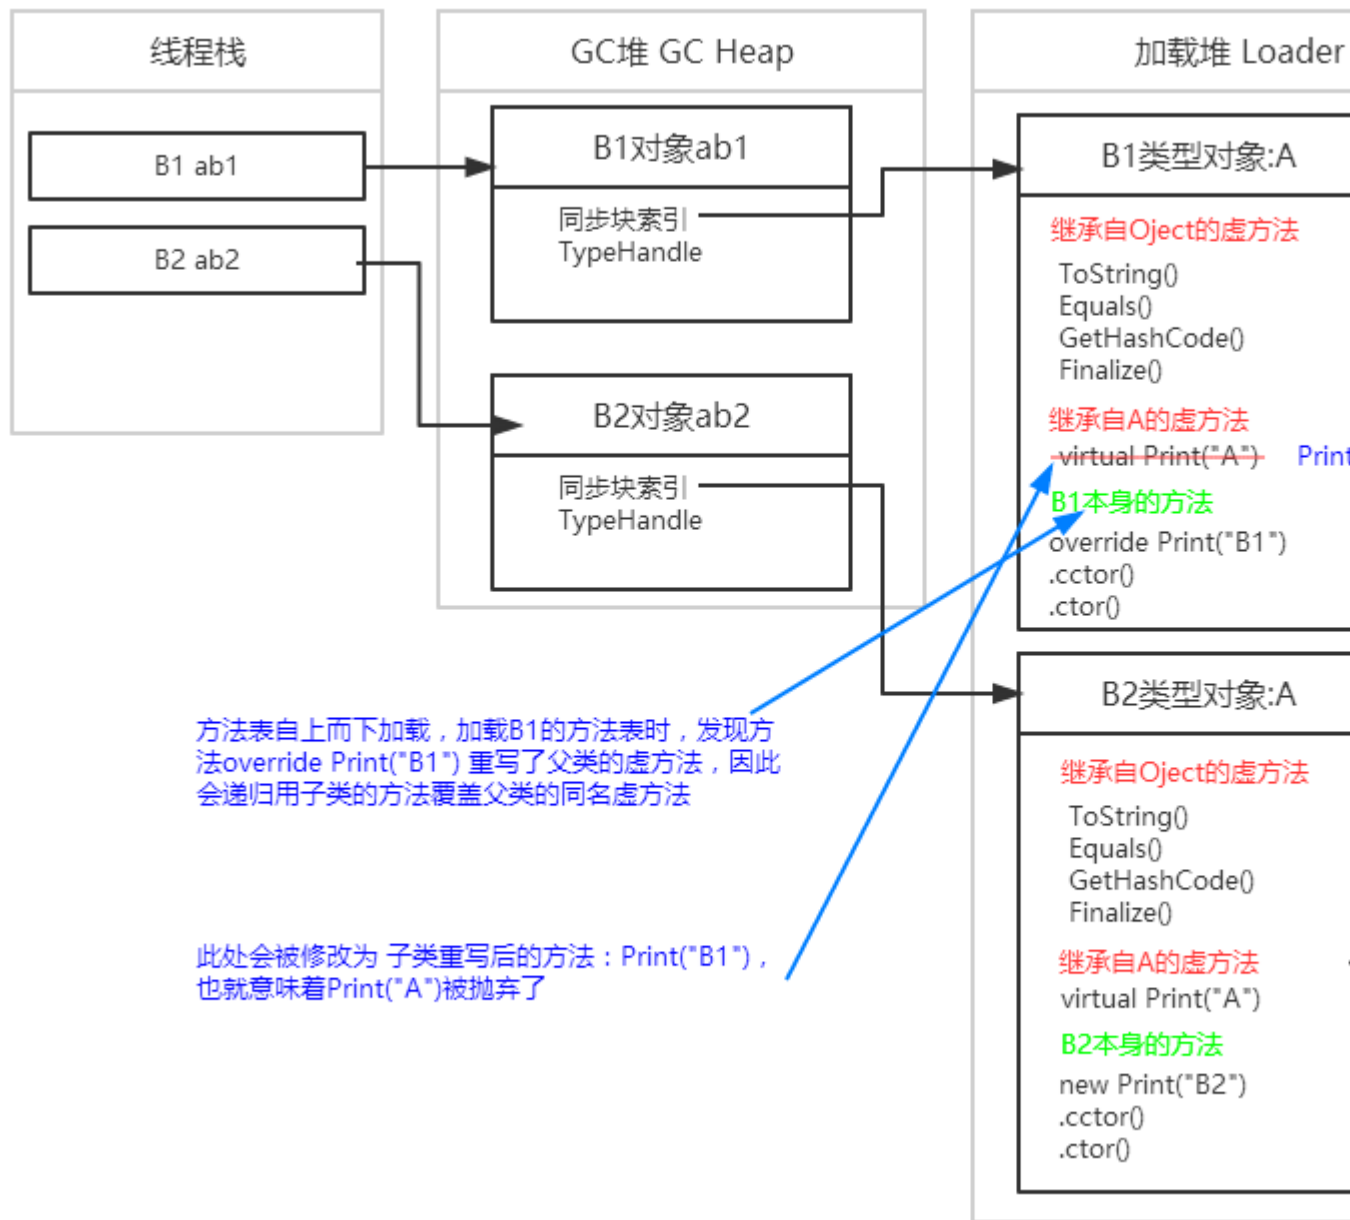 线程栈
B1 ab1
B2 ab2
GC堆 GC Heap
B1对象ab1
同步块索引
TypeHandle
B2对象ab2
同步块索引
TypeHandle
加载堆 Loader
B1类型对象:A
继承自Oject的虚方法
ToString()
Equals()
GetHashCode()
Finalize()
继承自A的虚方法
virtual Print("A") Print
B1本身的方法
override Print("B1")
.cctor()
.ctor()
B2类型对象:A
继承自Oject的虚方法
ToString()
Equals()
GetHashCode()
Finalize()
继承自A的虚方法
virtual Print("A")
B2本身的方法
new Print("B2")
.cctor()
.ctor()
方法表自上而下加载，加载B1的方法表时，发现方
法override Print("B1") 重写了父类的虚方法，因此
会递归用子类的方法覆盖父类的同名虚方法
此处会被修改为 子类重写后的方法：Print("B1")，
也就意味着Print("A")被抛弃了